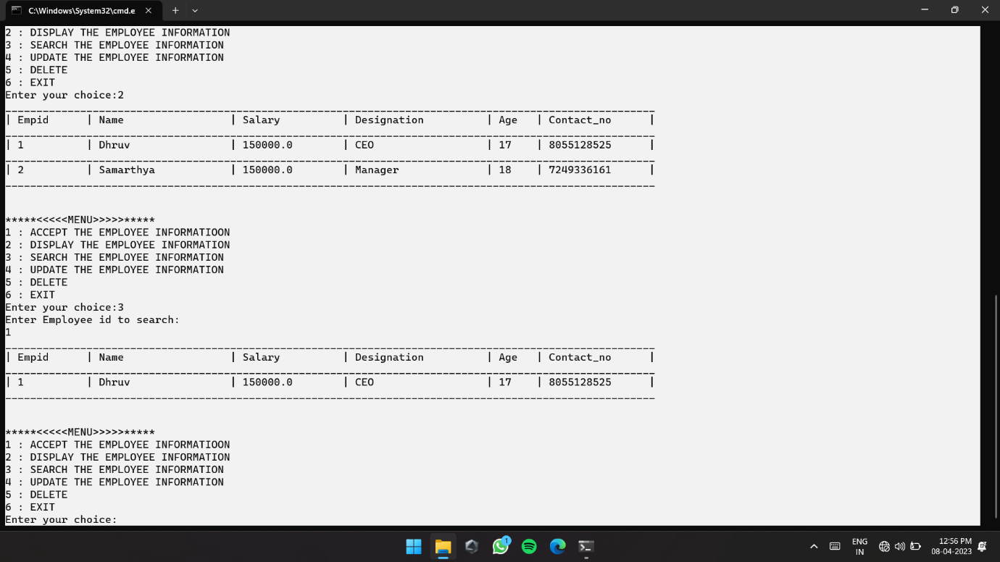 C:\Windows\System32\cmd.e
2 : DISPLAY THE EMPLOYEE INFORMATION
3 : SEARCH THE EMPLOYEE INFORMATION
4 : UPDATE THE EMPLOYEE INFORMATION
5 : DELETE
6 : EXIT
Enter your choice:2
| Empid | Name | Salary | Designation | Age | Contact_no |
| 1 | Dhruv | 150000.0 | CEO | 17 | 8055128525 |
| 2 | Samarthya | 150000.0 | Manager | 18 | 7249336161 |
*****<<<<<MENU>>>>>*****
1 : ACCEPT THE EMPLOYEE INFORMATIOON
2 : DISPLAY THE EMPLOYEE INFORMATION
3 : SEARCH THE EMPLOYEE INFORMATION
4 : UPDATE THE EMPLOYEE INFORMATION
5 : DELETE
6 : EXIT
Enter your choice:3
Enter Employee id to search:
1
| Empid | Name | Salary | Designation | Age | Contact_no |
| 1 | Dhruv | 150000.0 | CEO | 17 | 8055128525 |
*****<<<<<MENU>>>>>*****
1 : ACCEPT THE EMPLOYEE INFORMATIOON
2 : DISPLAY THE EMPLOYEE INFORMATION
3 : SEARCH THE EMPLOYEE INFORMATION
4 : UPDATE THE EMPLOYEE INFORMATION
5 : DELETE
6 : EXIT
Enter your choice:
1
ENG
IN
12:56 PM
08-04-2023